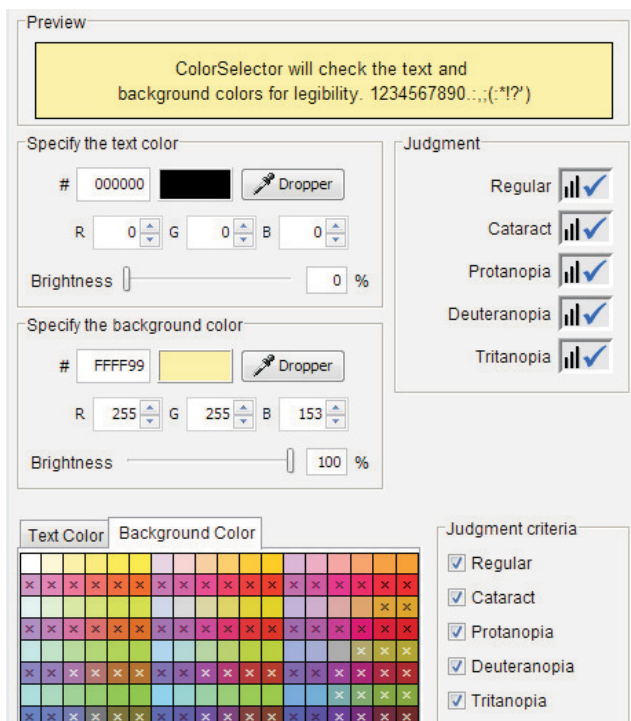 Preview
ColorSelector will check the text and
background colors for legibility. 1234567890.:,;(:*!?')
Specify the text color
# 000000 Dropper
R 0 G 0 B 0
Brightness 0 %
Judgment
Regular
Cataract
Protanopia
Deuteranopia
Tritanopia
Specify the background color
# FFFF99 Dropper
R 255 G 255 B 153
Brightness 100 %
Text Color Background Color
Judgment criteria
Regular
Cataract
Protanopia
Deuteranopia
Tritanopia